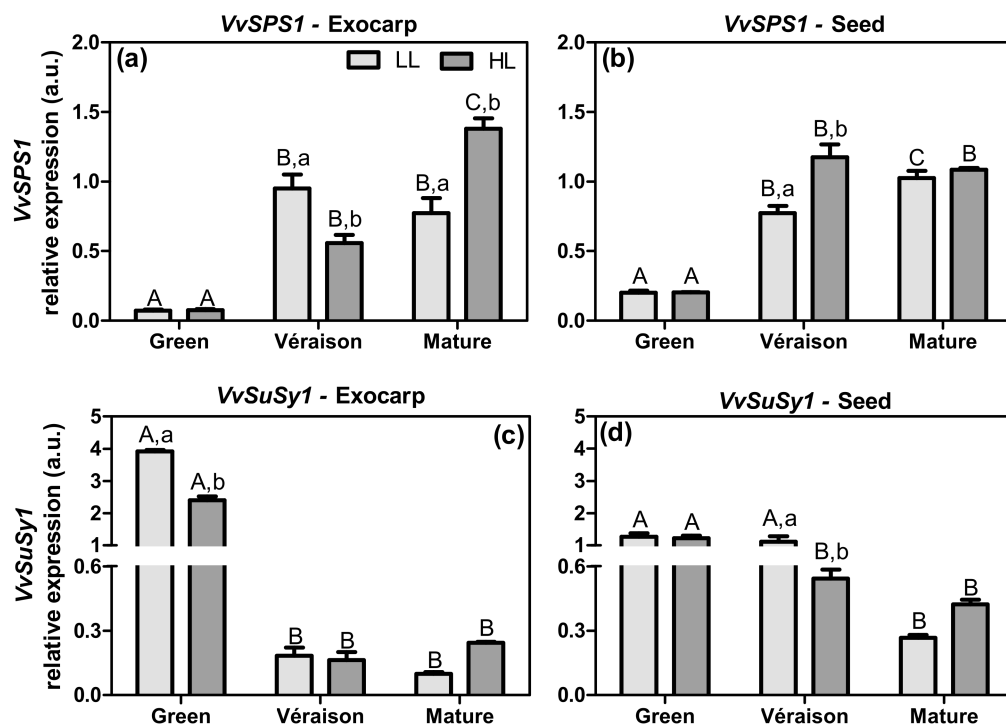 VvSPS1 - Exocarp
VvSPS1 - Seed
(a)
LL
HL
(b)
VvSPS1
relative expression (a.u.)
2.0
1.5
1.0
0.5
0.0
A
A
B,a
B,b
B,a
C,b
Green
Véraison
Mature
2.0
1.5
1.0
0.5
0.0
A
A
B,a
B,b
C
B
Green
Véraison
Mature
VvSuSy1 - Exocarp
VvSuSy1 - Seed
(c)
(d)
VvSuSy1
relative expression (a.u.)
5
4
3
2
1
0.6
0.3
0.0
A,a
A,b
B
B
B
B
Green
Véraison
Mature
5
4
3
2
1
0.6
0.3
0.0
A
A
A,a
B,b
B
B
Green
Véraison
Mature